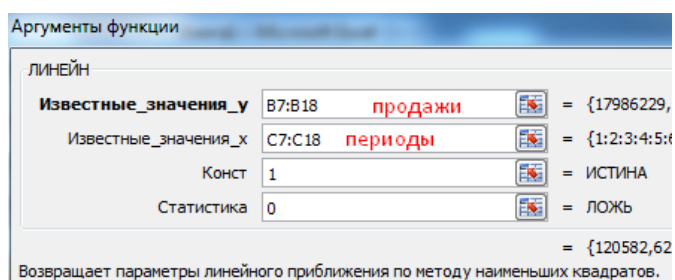 Аргументы функции
ЛИНЕЙН
Известные_значения_y B7:B18 продажи = {17986229,
Известные_значения_x C7:C18 периоды = {1:2:3:4:5:6
Конст 1 = ИСТИНА
Статистика 0 = ЛОЖЬ
= {120582,62
Возвращает параметры линейного приближения по методу наименьших квадратов.